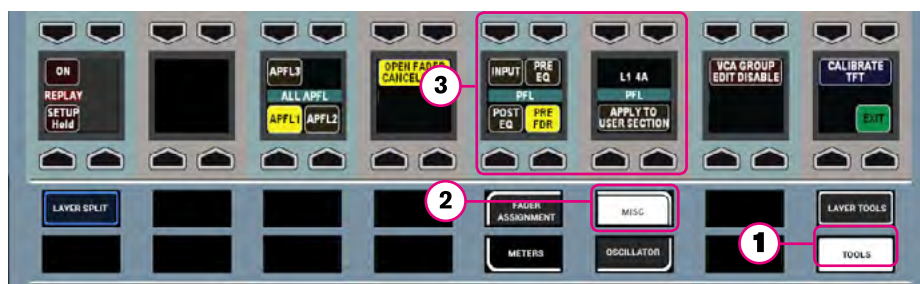 ON
REPLAY
SETUP
Held
APFL3
ALL APFL
APFL1 APFL2
OPEN FADER
3
INPUT PRE
EQ
PFL
POST
EQ PRE
FDR
L1 4A
PFL
APPLY TO
USER SECTION
VCA GROUP
EDIT DISABLE
CALIBRATE
TFT
EXIT
LAYER SPLIT
2
FADER
ASSIGNMENT
MISC
LAYER TOOLS
METERS
OSCILLATOR
1
TOOLS